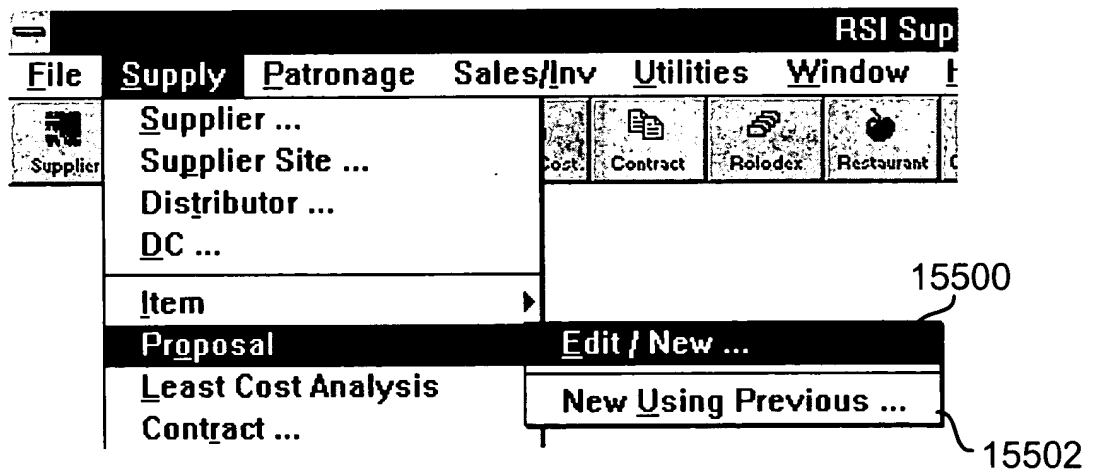 RSI Sup
File Supply Patronage Sales/Inv Utilities Window
Supplier Contract Rolodex Restaurant
Supplier ...
Supplier Site ...
Distributor ...
DC ...
Item
Proposal
Least Cost Analysis
Contract ...
15500
Edit / New ...
New Using Previous ...
15502